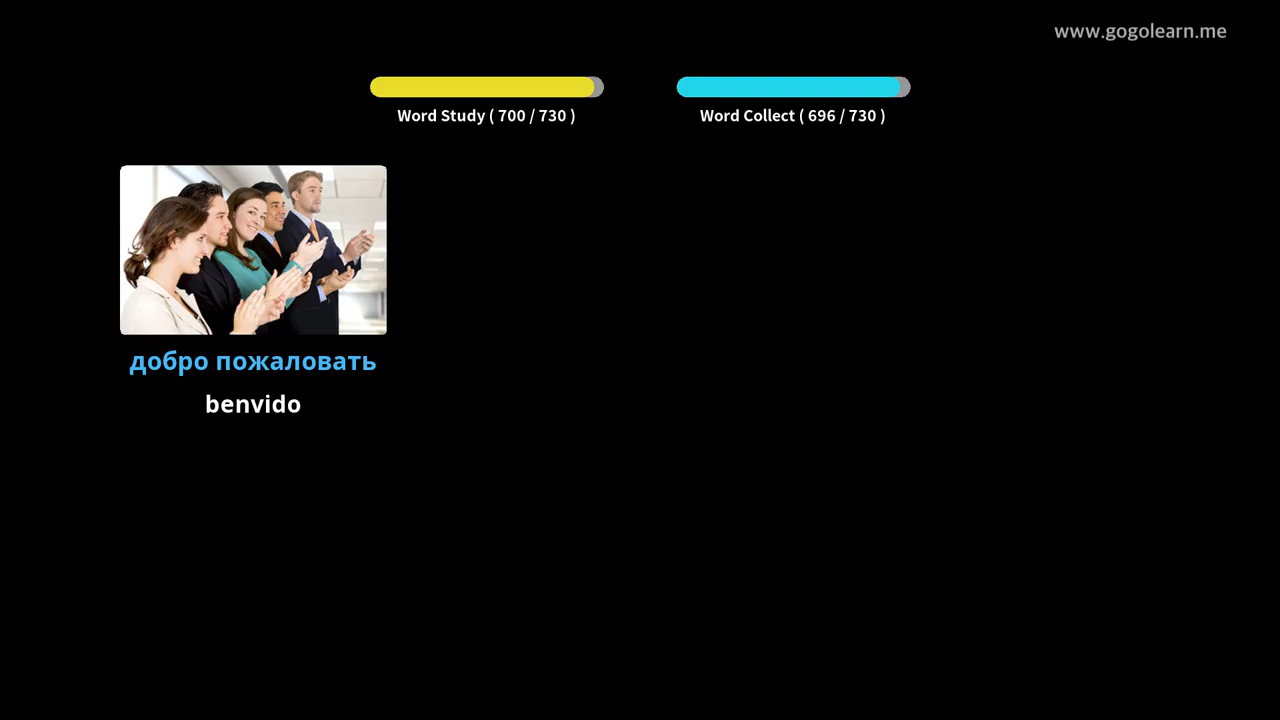 www.gogolearn.me
Word Study ( 700 / 730 )
Word Collect ( 696 / 730 )
добро пожаловать
benvido